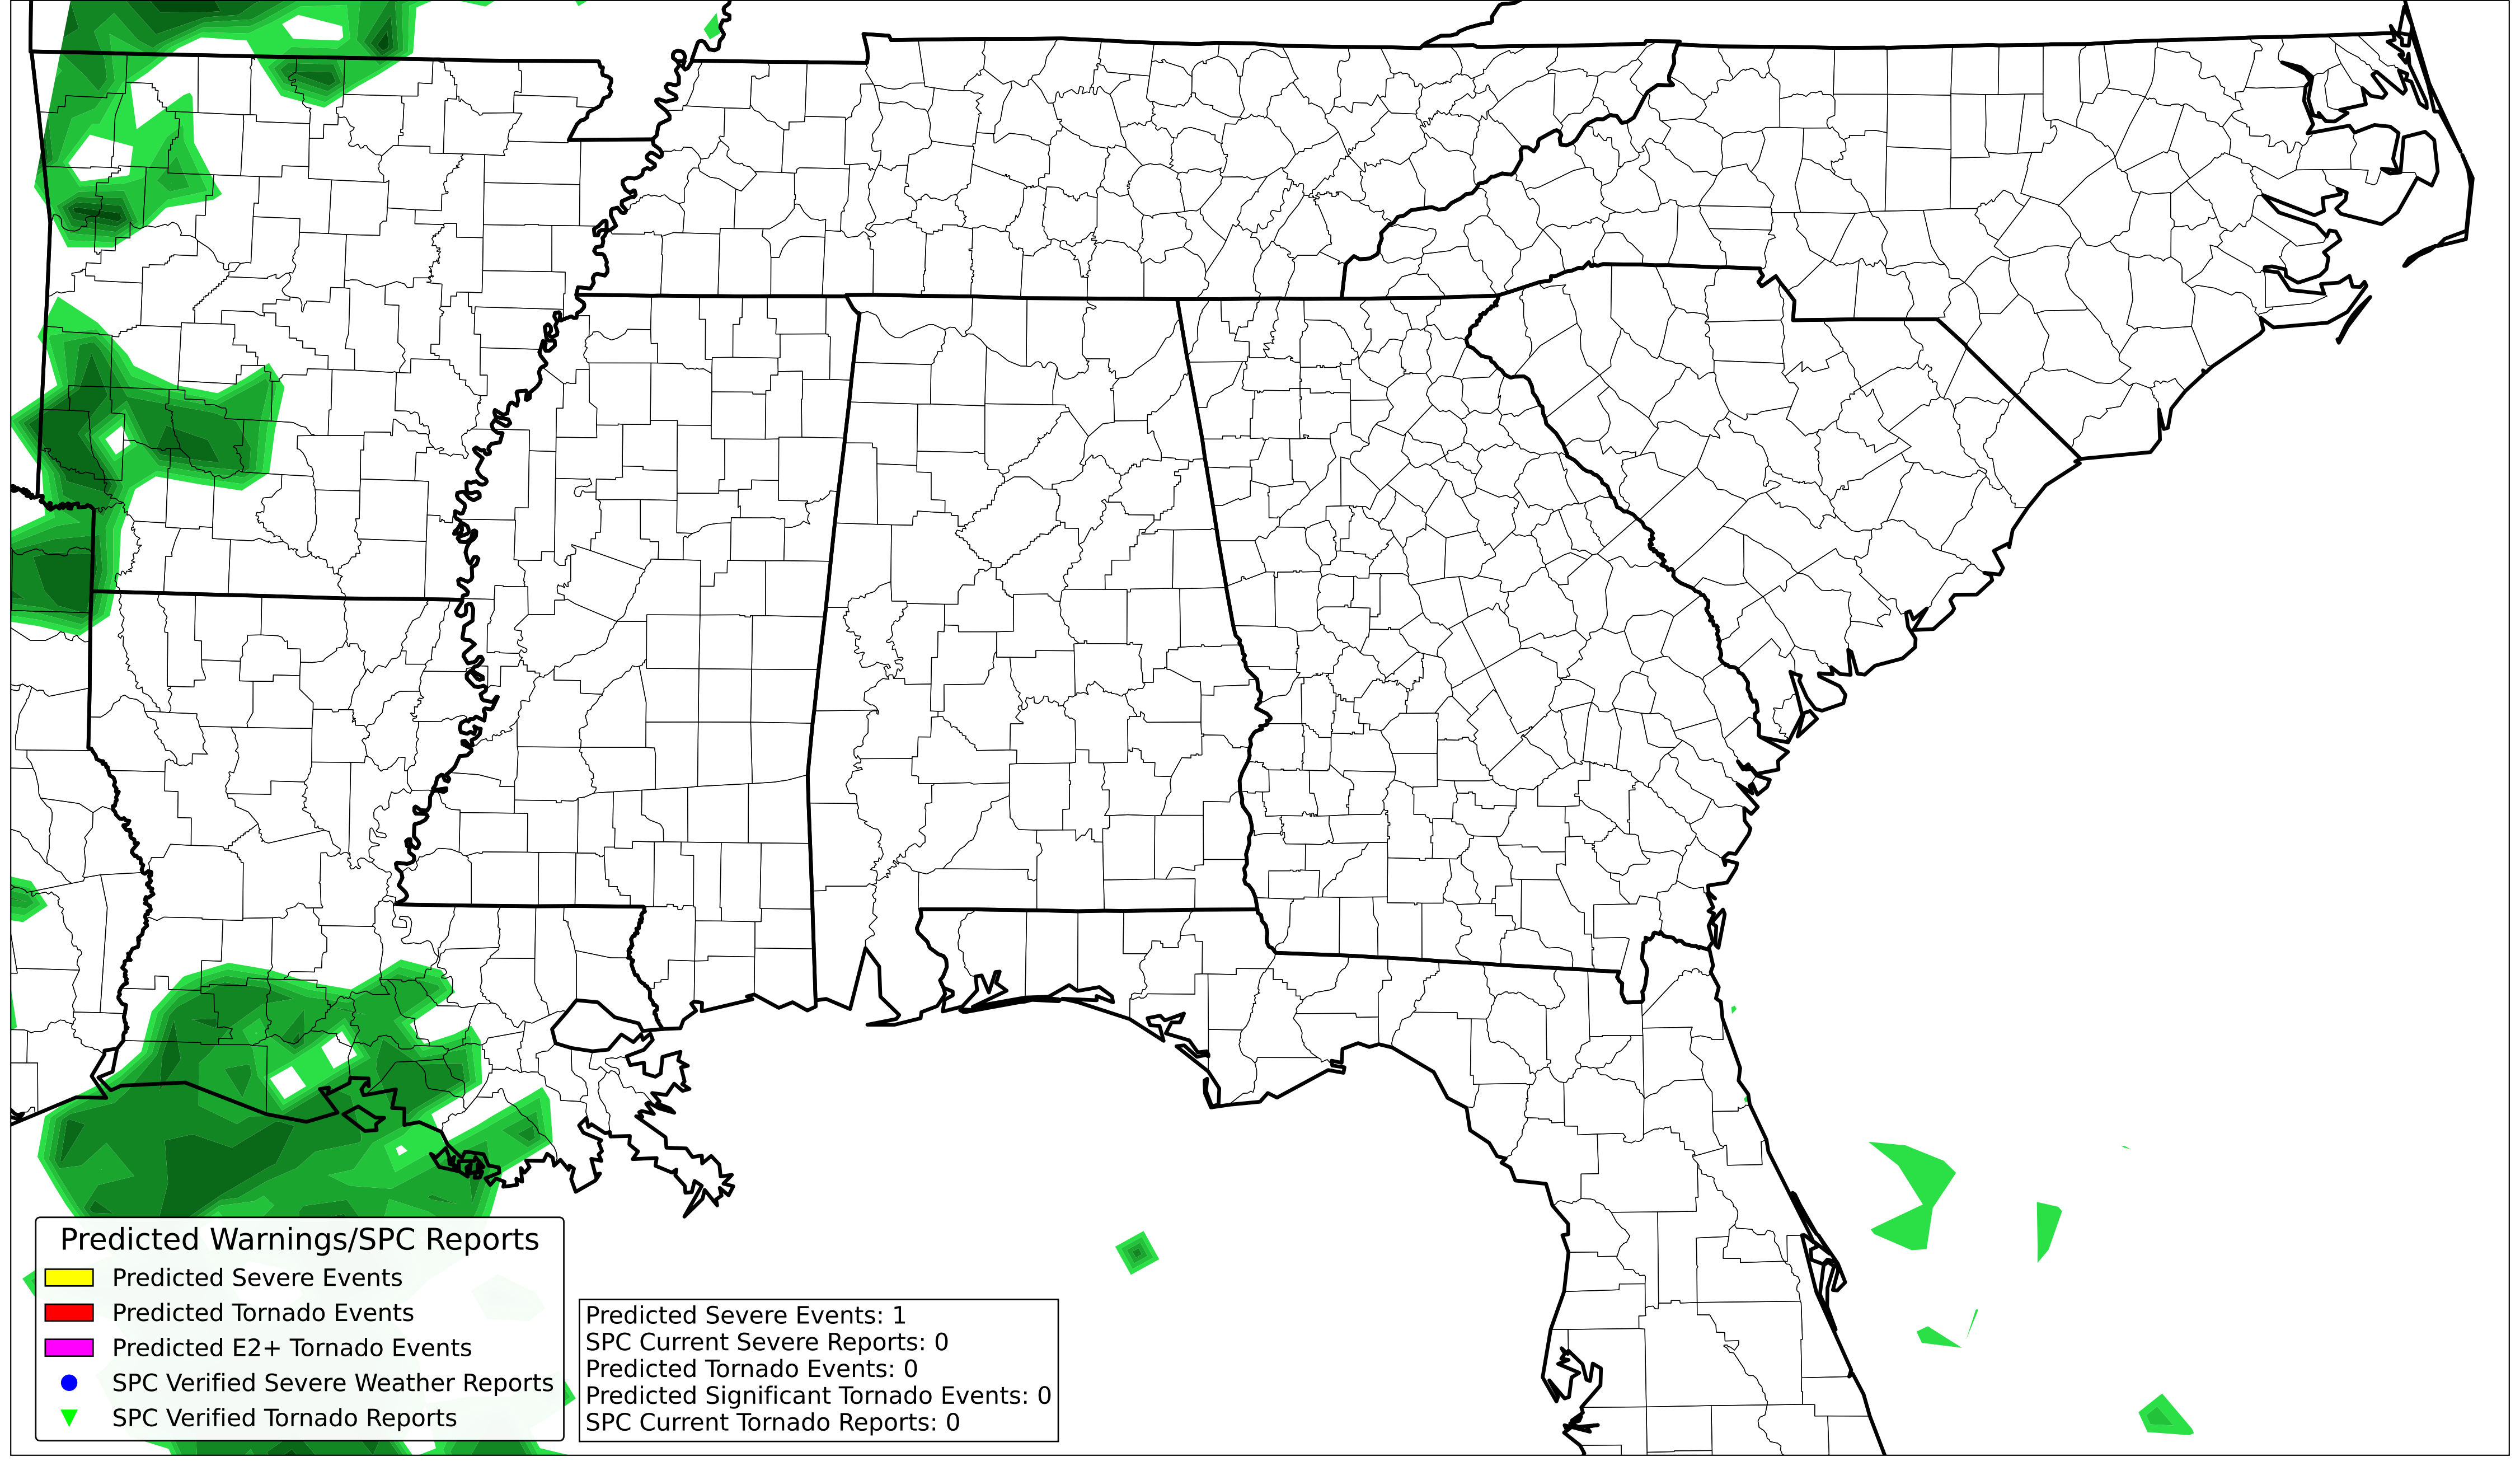 Predicted Warnings/SPC Reports
Predicted Severe Events
Predicted Tornado Events
Predicted E2+ Tornado Events
SPC Verified Severe Weather Reports
SPC Verified Tornado Reports
Predicted Severe Events: 1
SPC Current Severe Reports: 0
Predicted Tornado Events: 0
Predicted Significant Tornado Events: 0
SPC Current Tornado Reports: 0